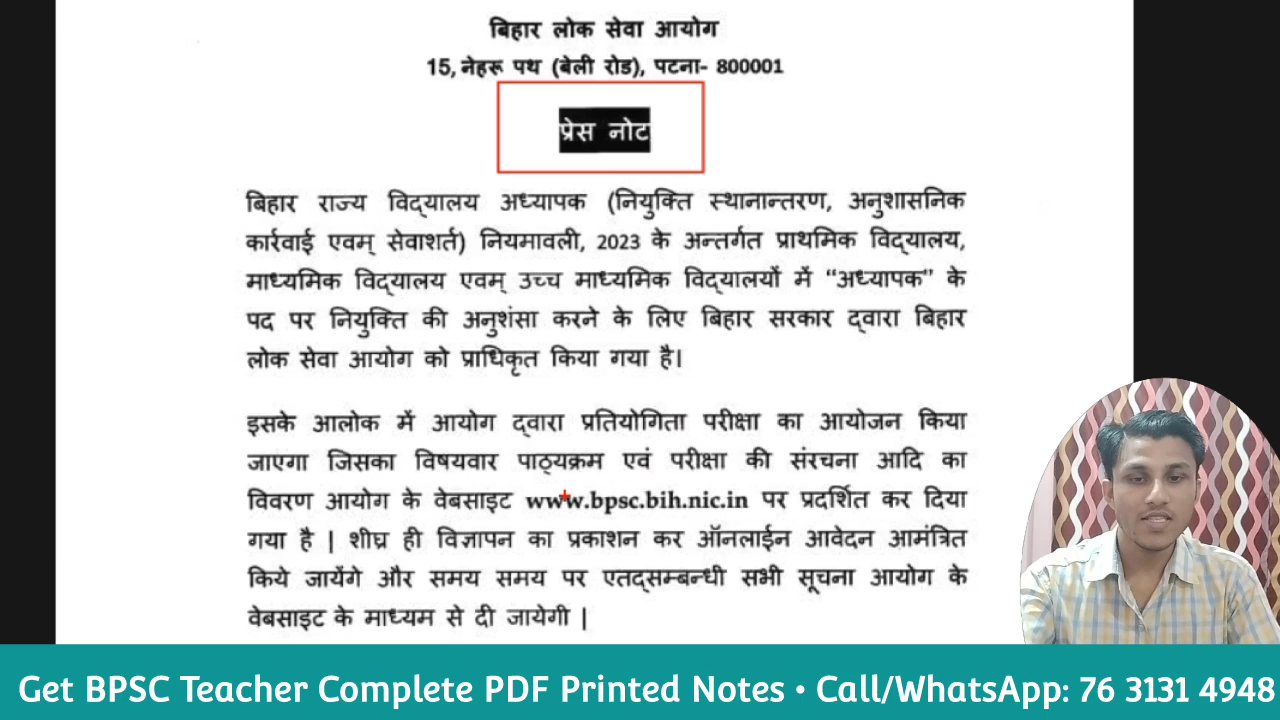 बिहार लोक सेवा आयोग
15, नेहरू पथ (बेली रोड), पटना- 800001
प्रेस नोट
बिहार राज्य विद्यालय अध्यापक (नियुक्ति स्थानान्तरण, अनुशासनिक
कार्रवाई एवम् सेवाशर्त) नियमावली, 2023 के अन्तर्गत प्राथमिक विद्यालय,
माध्यमिक विद्यालय एवम् उच्च माध्यमिक विद्यालयों में “अध्यापक” के
पद पर नियुक्ति की अनुशंसा करने के लिए बिहार सरकार द्वारा बिहार
लोक सेवा आयोग को प्राधिकृत किया गया है।
इसके आलोक में आयोग द्वारा प्रतियोगिता परीक्षा का आयोजन किया
जाएगा जिसका विषयवार पाठ्यक्रम एवं परीक्षा की संरचना आदि का
विवरण आयोग के वेबसाइट www.bpsc.bih.nic.in पर प्रदर्शित कर दिया
गया है | शीघ्र ही विज्ञापन का प्रकाशन कर ऑनलाईन आवेदन आमंत्रित
किये जायेंगे और समय समय पर एतद्सम्बन्धी सभी सूचना आयोग के
वेबसाइट के माध्यम से दी जायेगी |
Get BPSC Teacher Complete PDF Printed Notes • Call/WhatsApp: 76 3131 4948